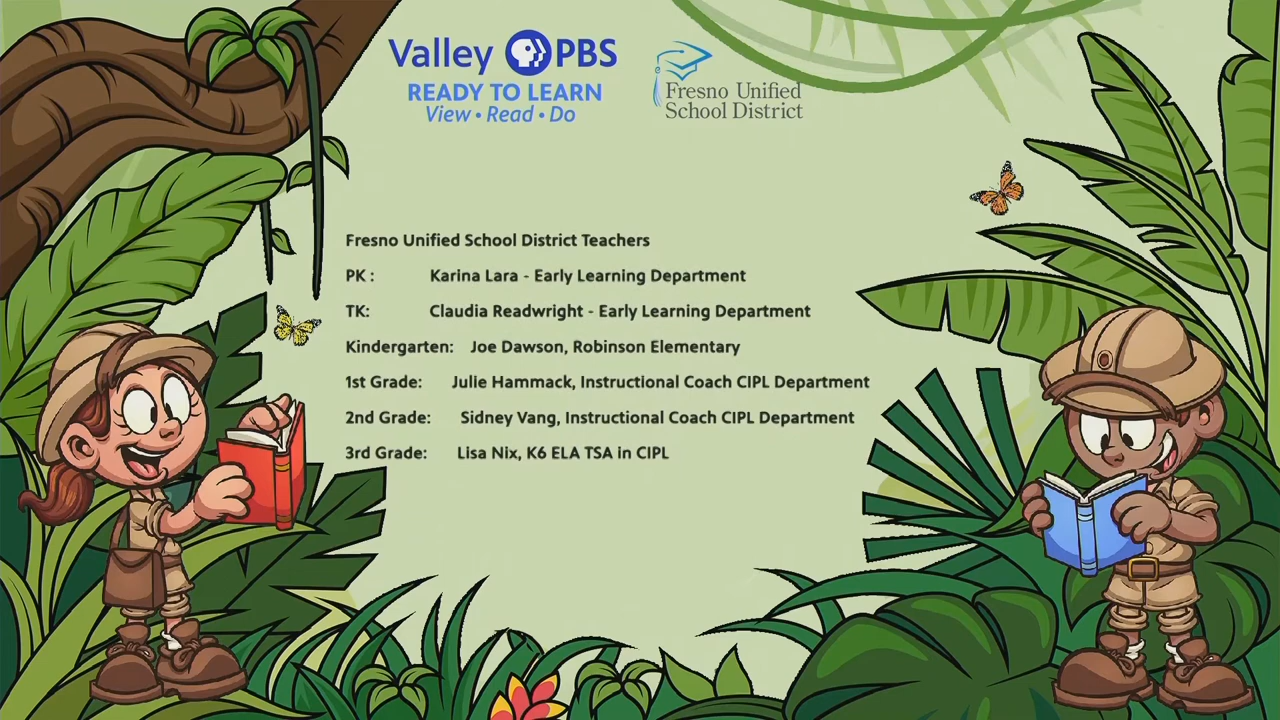 Valley PBS
READY TO LEARN
View • Read • Do
Fresno Unified
School District
Fresno Unified School District Teachers
PK : Karina Lara - Early Learning Department
TK: Claudia Readwright - Early Learning Department
Kindergarten: Joe Dawson, Robinson Elementary
1st Grade: Julie Hammack, Instructional Coach CIPL Department
2nd Grade: Sidney Vang, Instructional Coach CIPL Department
3rd Grade: Lisa Nix, K6 ELA TSA in CIPL